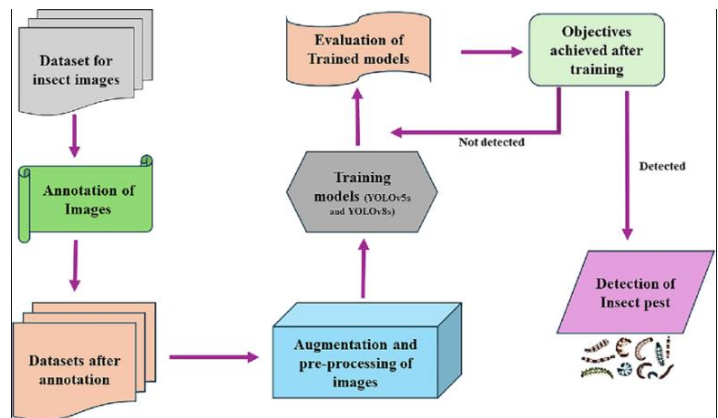 Dataset for
insect images
Annotation of
Images
Datasets after
annotation
Augmentation and
pre-processing of
images
Training
models (YOLOv5s
and YOLOv8s)
Evaluation of
Trained models
Objectives
achieved after
training
Not detected
Detected
Detection of
Insect pest